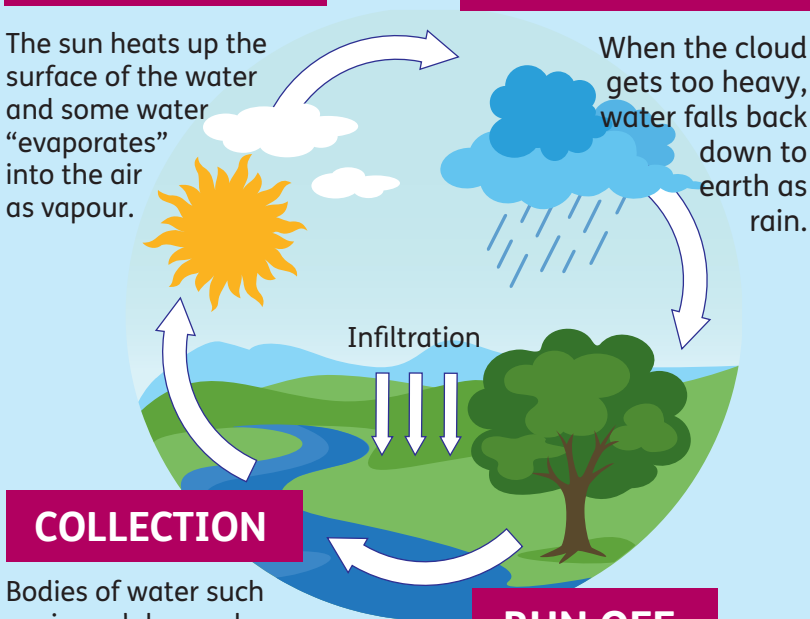 The sun heats up the
surface of the water
and some water
“evaporates”
into the air
as vapour.
When the cloud
gets too heavy,
water falls back
down to
earth as
rain.
Infiltration
COLLECTION
Bodies of water such
RUN OFF